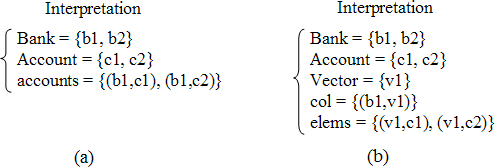 Interpretation
Bank = {b1, b2}
Account = {c1, c2}
accounts = {(b1,c1), (b1,c2)}
(a)
Interpretation
Bank = {b1, b2}
Account = {c1, c2}
Vector = {v1}
col = {(b1,v1)}
elems = {(v1,c1), (v1,c2)}
(b)